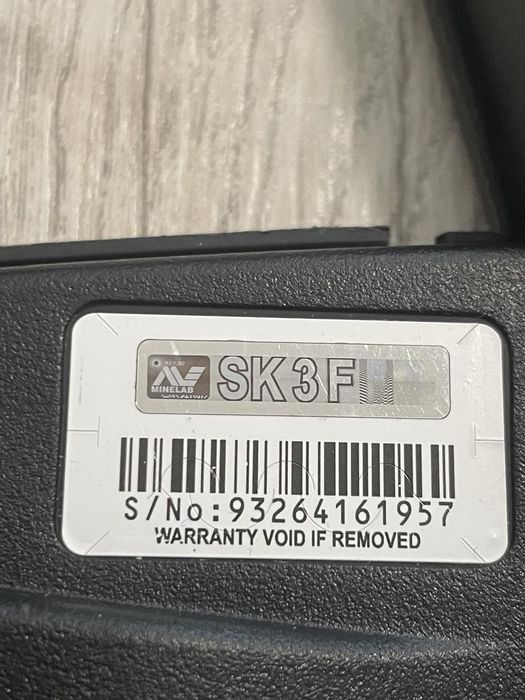 MINELAB
SK3F
S/No:93264161957
WARRANTY VOID IF REMOVED